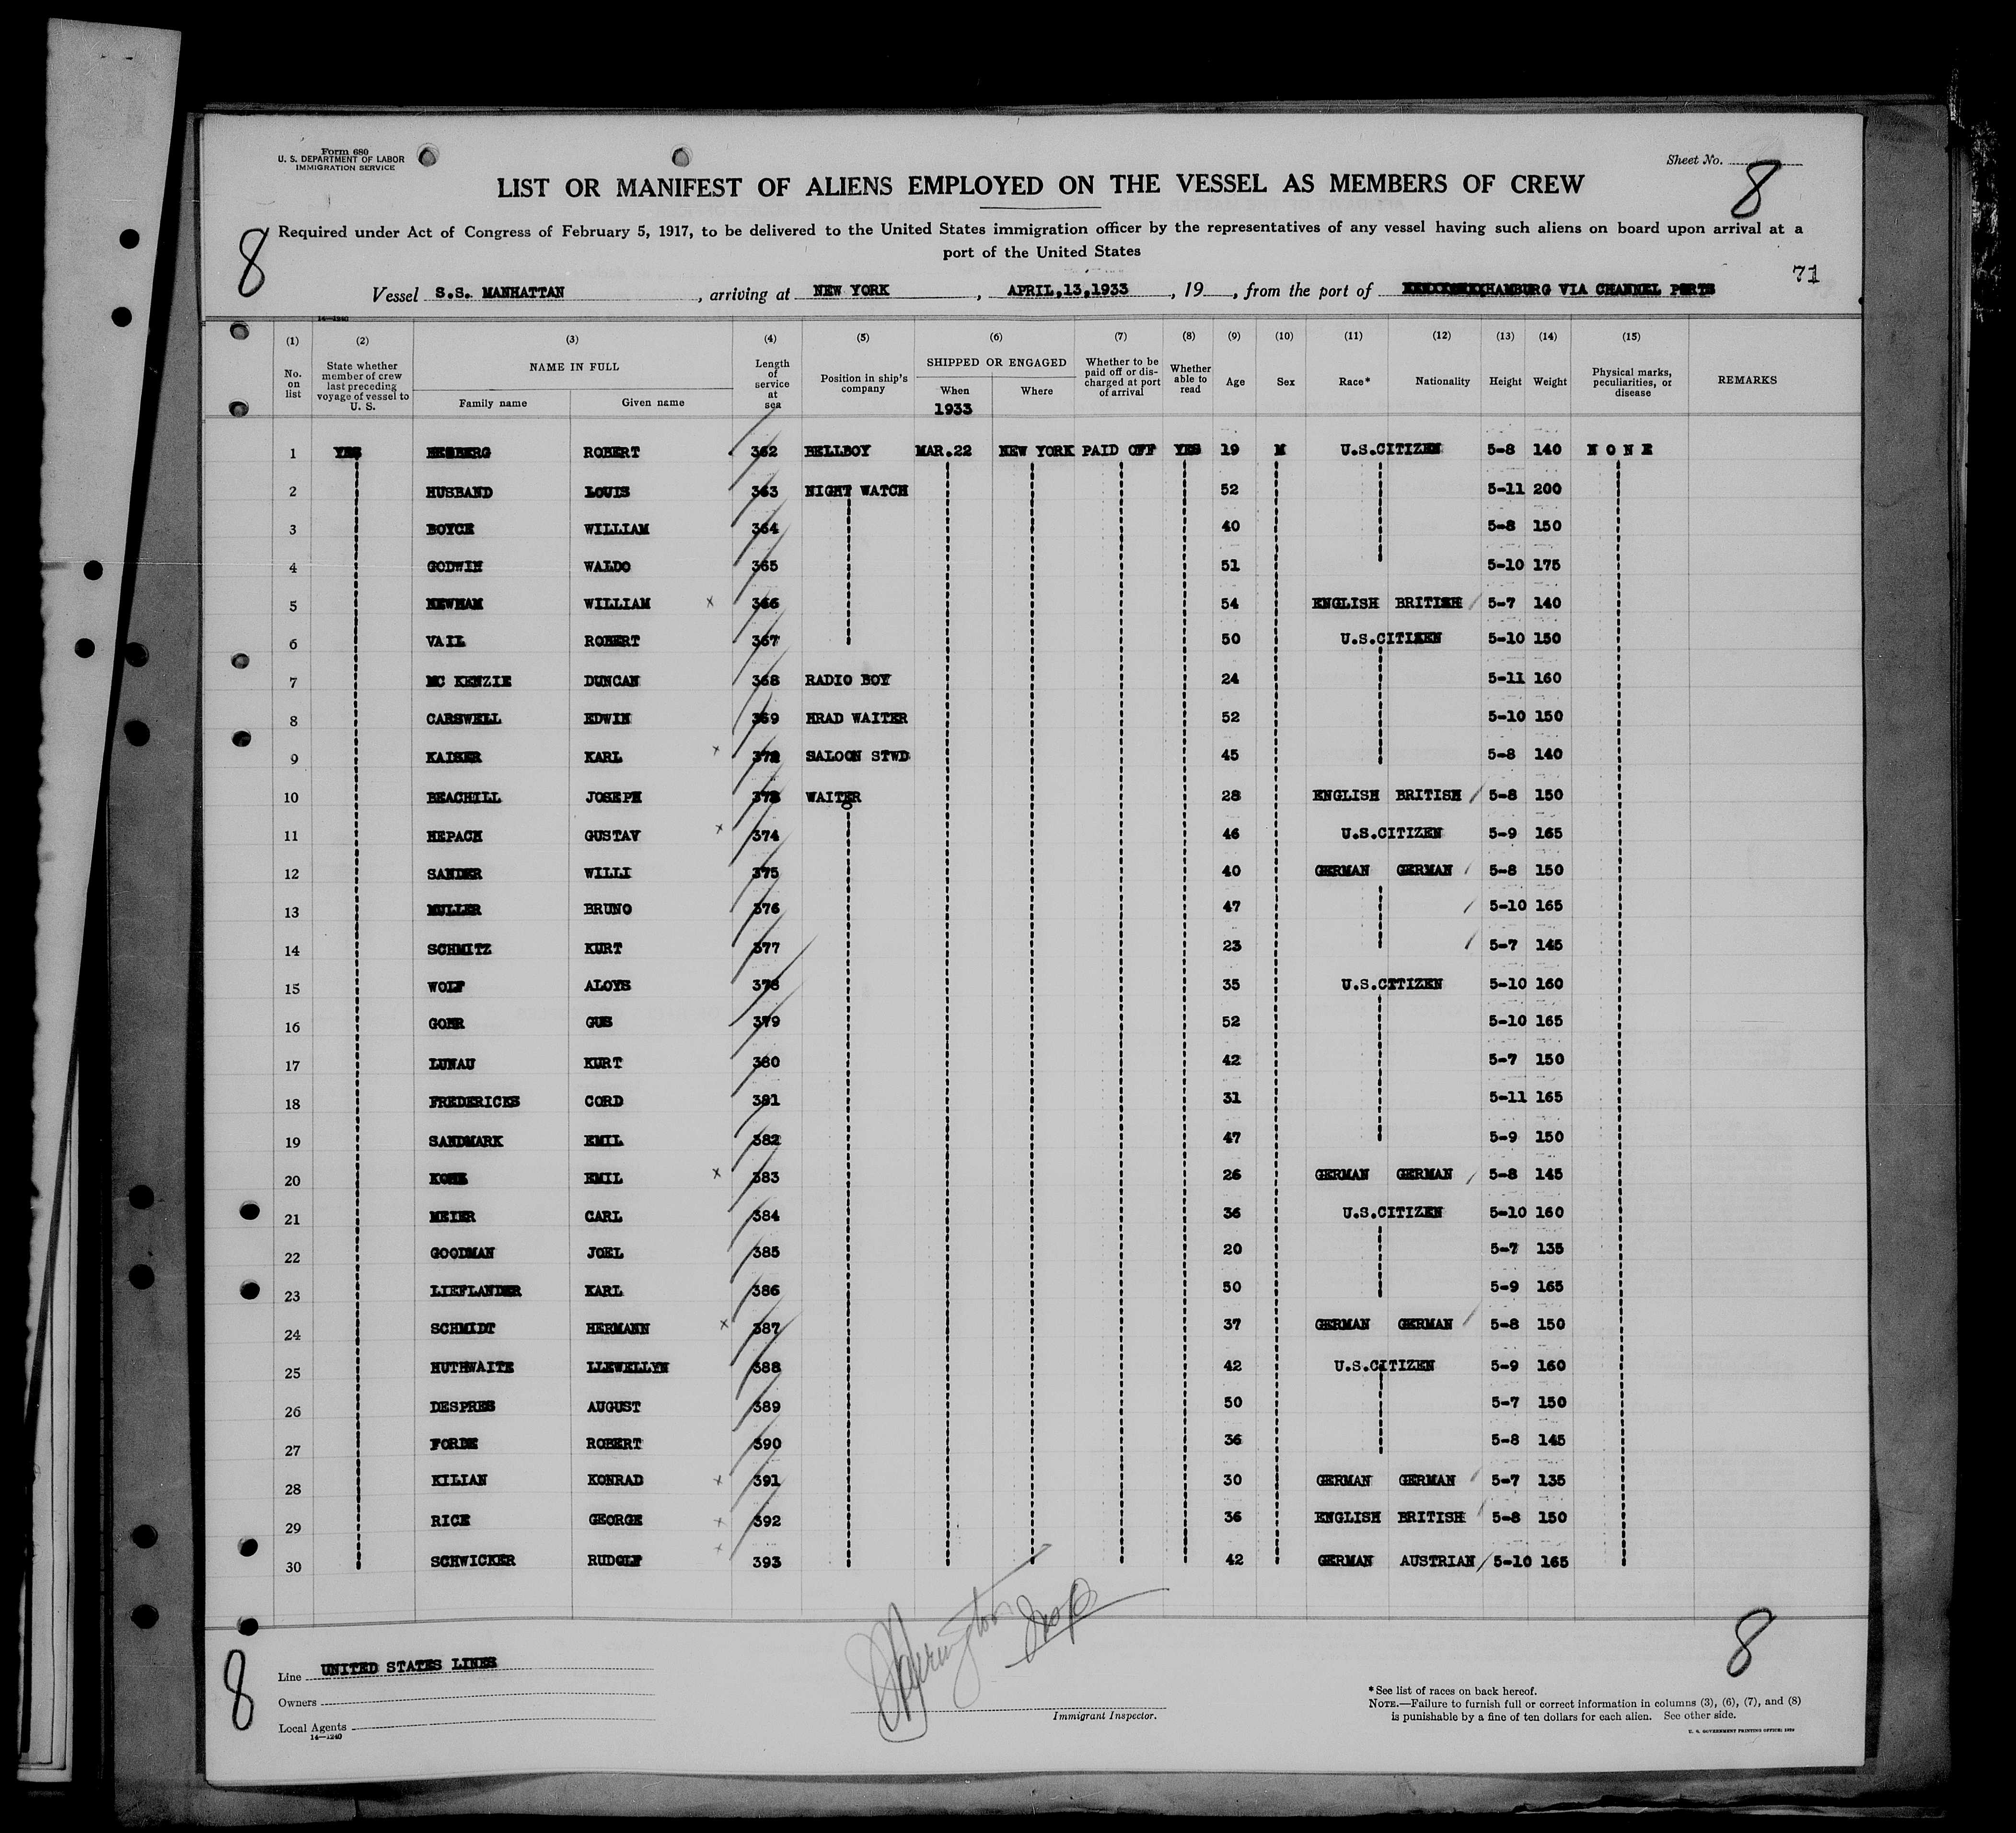 Form 680
U. S. DEPARTMENT OF LABOR
IMMIGRATION SERVICE
Sheet No. 8
LIST OR MANIFEST OF ALIENS EMPLOYED ON THE VESSEL AS MEMBERS OF CREW
8
Required under Act of Congress of February 5, 1917, to be delivered to the United States immigration officer by the representatives of any vessel having such aliens on board upon arrival at a
port of the United States
71
Vessel S.S. MANHATTAN, arriving at NEW YORK, APRIL,13,1933, 19, from the port of HAMBURG VIA CHANNEL PORTS
14—1240
(1) (2) (3) (4) (5) (6) (7) (8) (9) (10) (11) (12) (13) (14) (15)
No. on list State whether member of crew last preceding voyage of vessel to U. S. NAME IN FULL Family name Given name Length of service at sea Position in ship's company SHIPPED OR ENGAGED When Where Whether to be paid off or discharged at port of arrival Whether able to read Age Sex Race* Nationality Height Weight Physical marks, peculiarities, or disease REMARKS
1933
1 YES HESBERG ROBERT 362 BELLBOY MAR.22 NEW YORK PAID OFF YES 19 M U.S.CITIZEN 5-8 140 N O N E
2 HUSBAND LOUIS 363 NIGHT WATCH 52 5-11 200
3 BOYCE WILLIAM 364 40 5-8 150
4 GODWIN WALDO 365 51 5-10 175
5 NEWHAM WILLIAM x 366 54 ENGLISH BRITISH 5-7 140
6 VAIL ROBERT 367 50 U.S.CITIZEN 5-10 150
7 MC KENZIE DUNCAN 368 RADIO BOY 24 5-11 160
8 CARSWELL EDWIN 369 HRAD WAITER 52 5-10 150
9 KAISER KARL x 372 SALOON STWD 45 5-8 140
10 BEACHILL JOSEPH 373 WAITER 28 ENGLISH BRITISH 5-8 150
11 HEPACH GUSTAV x 374 46 U.S.CITIZEN 5-9 165
12 SANDER WILLI 375 40 GERMAN GERMAN 5-8 150
13 MULLER BRUNO 376 47 5-10 165
14 SCHMITZ KURT 377 23 5-7 145
15 WOLF ALOYS 378 35 U.S.CITIZEN 5-10 160
16 GOHR GUS 379 52 5-10 165
17 LUNAU KURT 380 42 5-7 150
18 FREDERICKS CORD 381 31 5-11 165
19 SANDMARK EMIL 382 47 5-9 150
20 EMIL x 383 26 GERMAN GERMAN 5-8 145
21 MEIER CARL 384 36 U.S.CITIZEN 5-10 160
22 GOODMAN JOEL 385 20 5-7 135
23 LIEFLANDER KARL 386 50 5-9 165
24 SCHMIDT HERMANN x 387 37 GERMAN GERMAN 5-8 150
25 HUTHWAITE LLEWELLYN 388 42 U.S.CITIZEN 5-9 160
26 DESPRES AUGUST 389 50 5-7 150
27 FORDE ROBERT 390 36 5-8 145
28 KILIAN KONRAD x 391 30 GERMAN GERMAN 5-7 135
29 RICE GEORGE x 392 36 ENGLISH BRITISH 5-8 150
30 SCHWICKER RUDOLF x 393 42 GERMAN AUSTRIAN 5-10 165
8
8
Line UNITED STATES LINES
Owners
Local Agents
14—1240
Immigrant Inspector.
*See list of races on back hereof.
NOTE.—Failure to furnish full or correct information in columns (3), (6), (7), and (8)
is punishable by a fine of ten dollars for each alien. See other side.
U. S. GOVERNMENT PRINTING OFFICE: